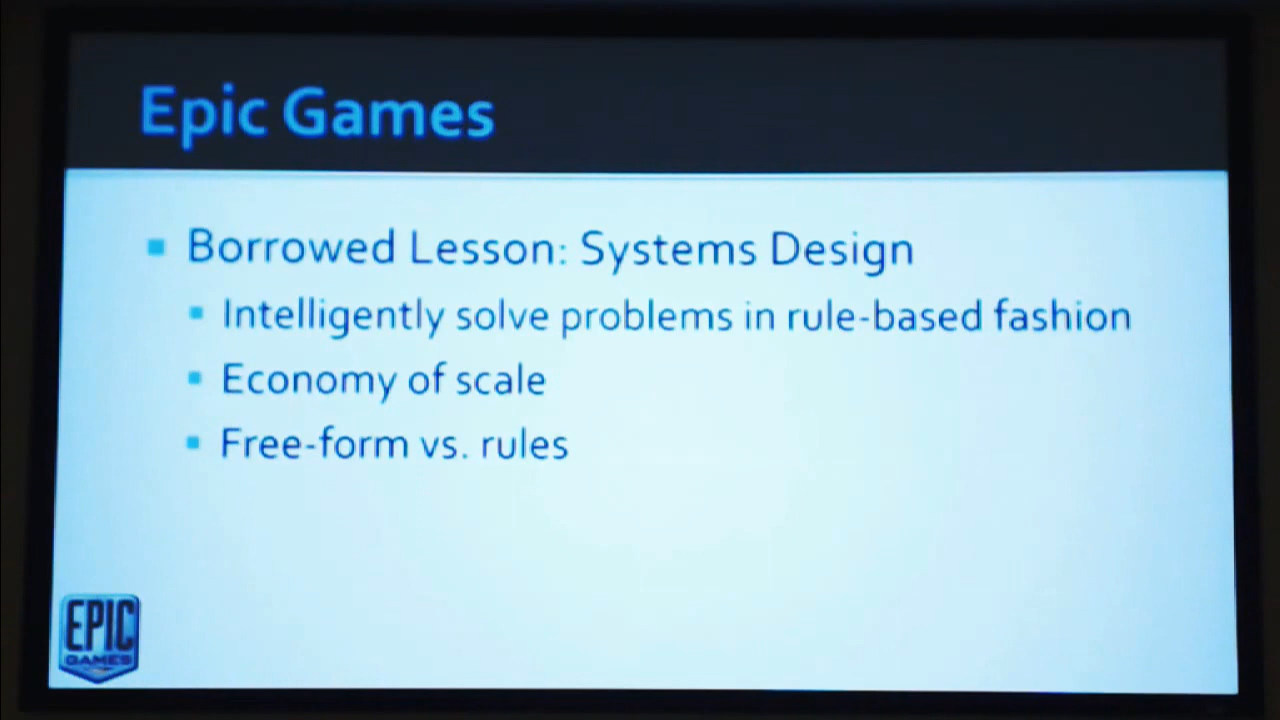 Epic Games
Borrowed Lesson: Systems Design
Intelligently solve problems in rule-based fashion
Economy of scale
Free-form vs. rules
EPIC
GAMES